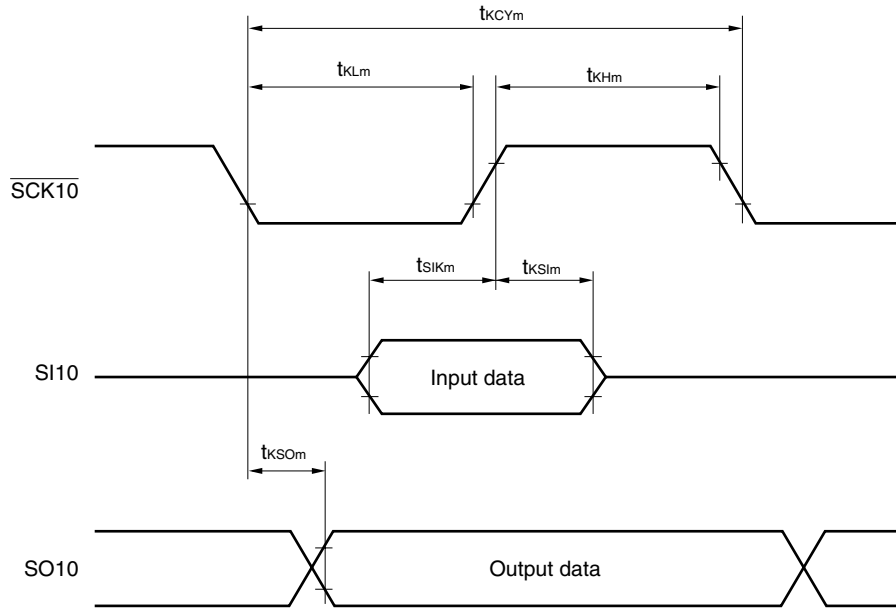 tKCYm
tKLm
tKHm
SCK10
tSIKm
tKSIm
SI10
Input data
tKSOm
SO10
Output data